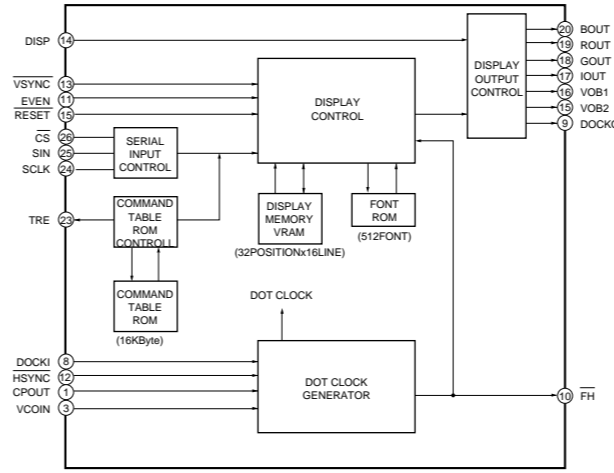 DISP 14
VSYNC 13
EVEN 11
RESET 15
CS 26
SIN 25
SCLK 24
TRE 23
DOCKI 8
HSYNC 12
CPOUT 1
VCOIN 3
SERIAL
INPUT
CONTROL
COMMAND
TABLE
ROM
CONTROLL
COMMAND
TABLE
ROM
(16KByte)
DISPLAY
CONTROL
DISPLAY
MEMORY
VRAM
(32POSITIONx16LINE)
FONT
ROM
(512FONT)
DOT CLOCK
DOT CLOCK
GENERATOR
DISPLAY
OUTPUT
CONTROL
20 BOUT
19 ROUT
18 GOUT
17 IOUT
16 VOB1
15 VOB2
9 DOCKO
10 FH